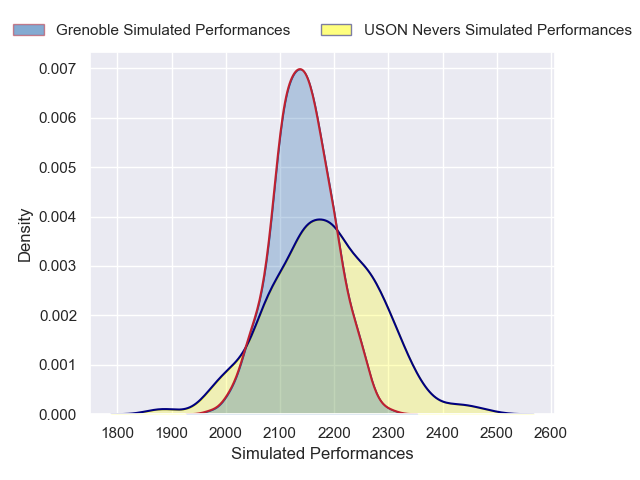 Grenoble Simulated Performances USON Nevers Simulated Performances
0.007
0.006
0.005
0.004
0.003
0.002
0.001
0.000
Density
1800 1900 2000 2100 2200 2300 2400 2500 2600
Simulated Performances